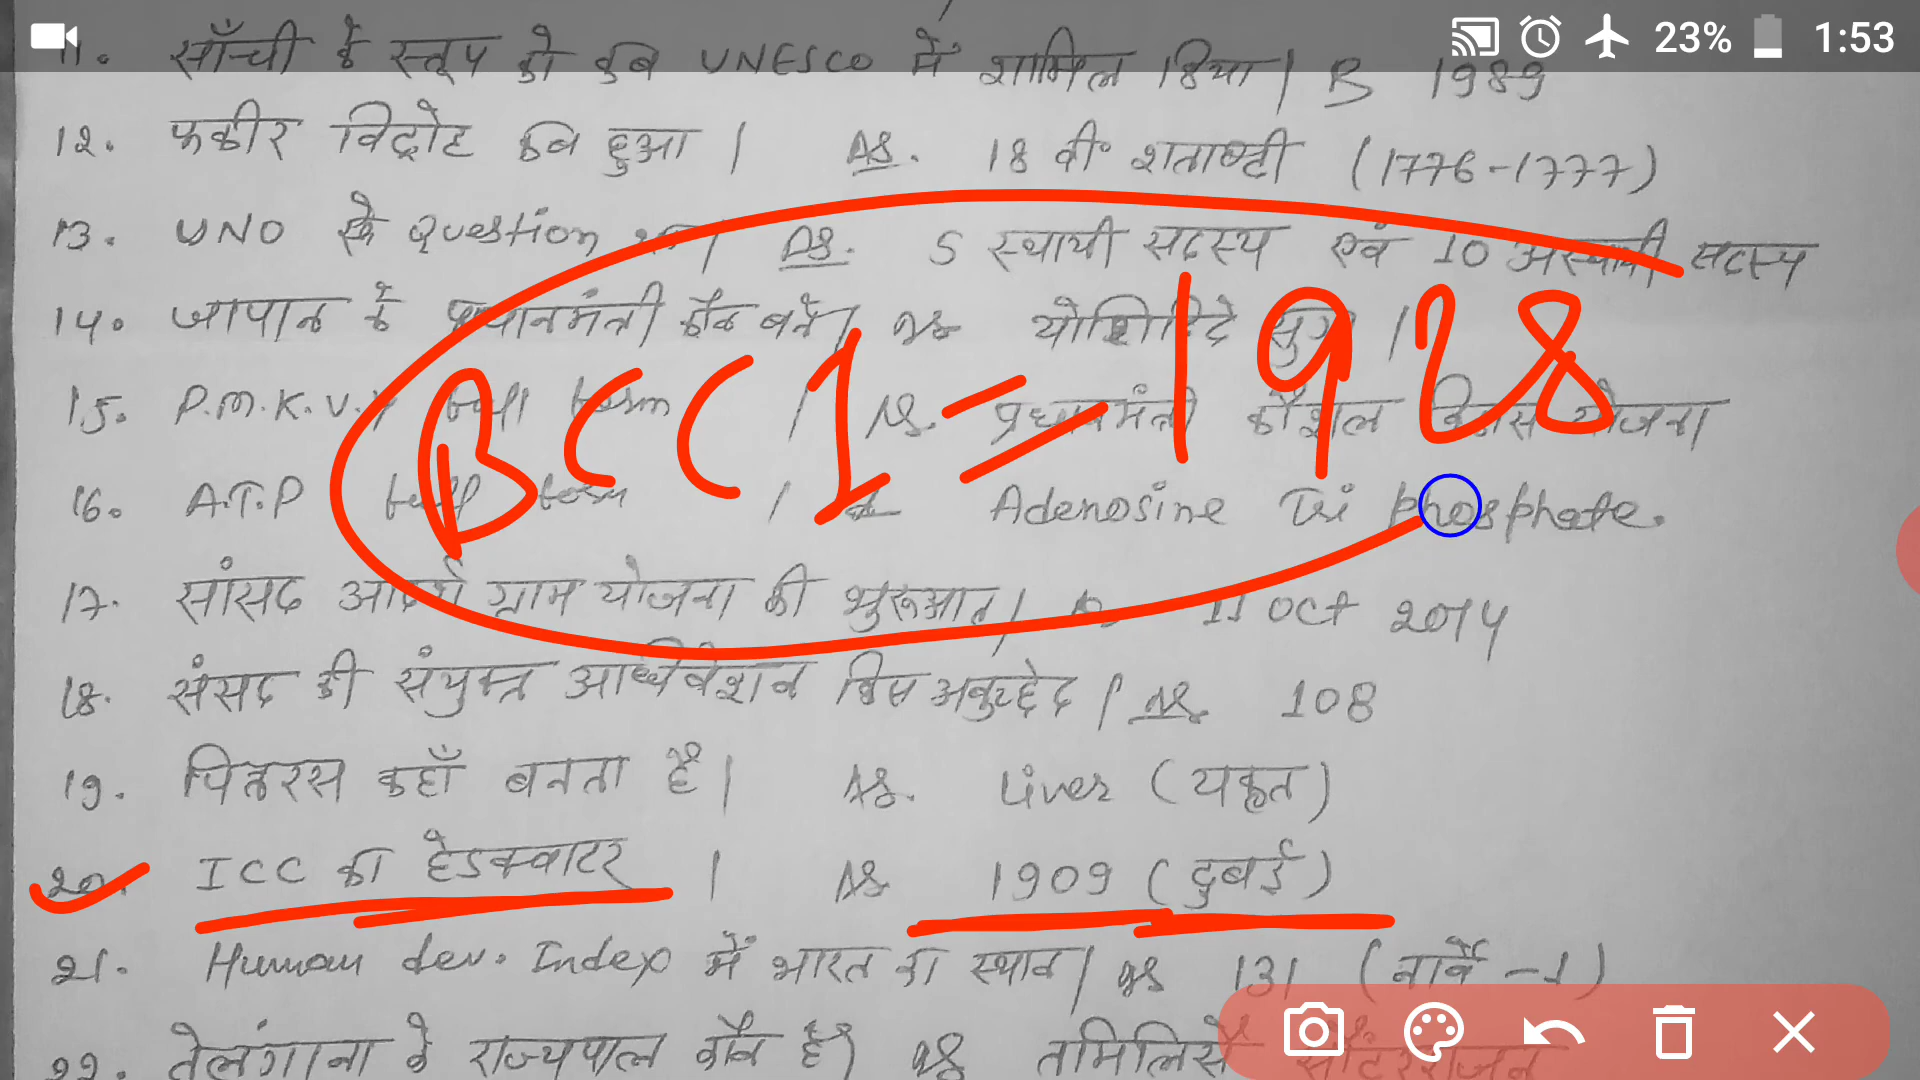 23% 1:53
11. साँची के स्तूप को कब UNESCO में शामिल किया | B 1989
12. फकीर विद्रोह कब हुआ | As. 18 वी॰ शताब्दी (1776-1777)
13. UNO के Question | As. 5 स्थायी सदस्य एवं 10 अस्थायी सदस्य
14. जापान के प्रधानमंत्री कौन बने | As योशिहिदे सुगा |
BCCI = 1928
15. P.M.K.V.Y full form | As. प्रधानमंत्री कौशल विकास योजना
16. A.T.P full form | Adenosine Tri phosphate.
17. सांसद आदर्श ग्राम योजना की शुरूआत | 11 Oct 2014
18. संसद की संयुक्त अधिवेशन किस अनुच्छेद | As. 108
19. पितरस कहाँ बनता है | As. Liver (यकृत)
20. ICC का हेडक्वाटर | As 1909 (दुबई)
21. Human dev. Index में भारत का स्थान | As 131 (नार्वे -1)
22. तेलंगाना के राज्यपाल कौन है | As तमिलिसै